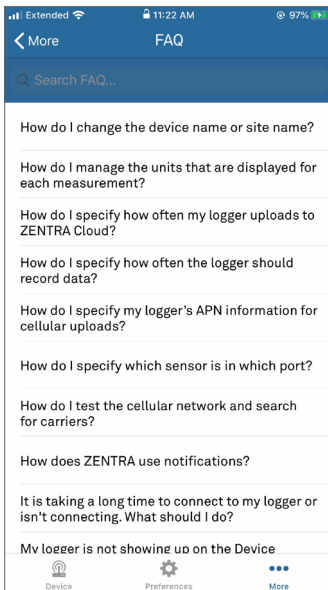 Extended 11:22 AM 97%
More FAQ
Search FAQ...
How do I change the device name or site name?
How do I manage the units that are displayed for
each measurement?
How do I specify how often my logger uploads to
ZENTRA Cloud?
How do I specify how often the logger should
record data?
How do I specify my logger's APN information for
cellular uploads?
How do I specify which sensor is in which port?
How do I test the cellular network and search
for carriers?
How does ZENTRA use notifications?
It is taking a long time to connect to my logger or
isn't connecting. What should I do?
My logger is not showing up on the Device
Device Preferences More